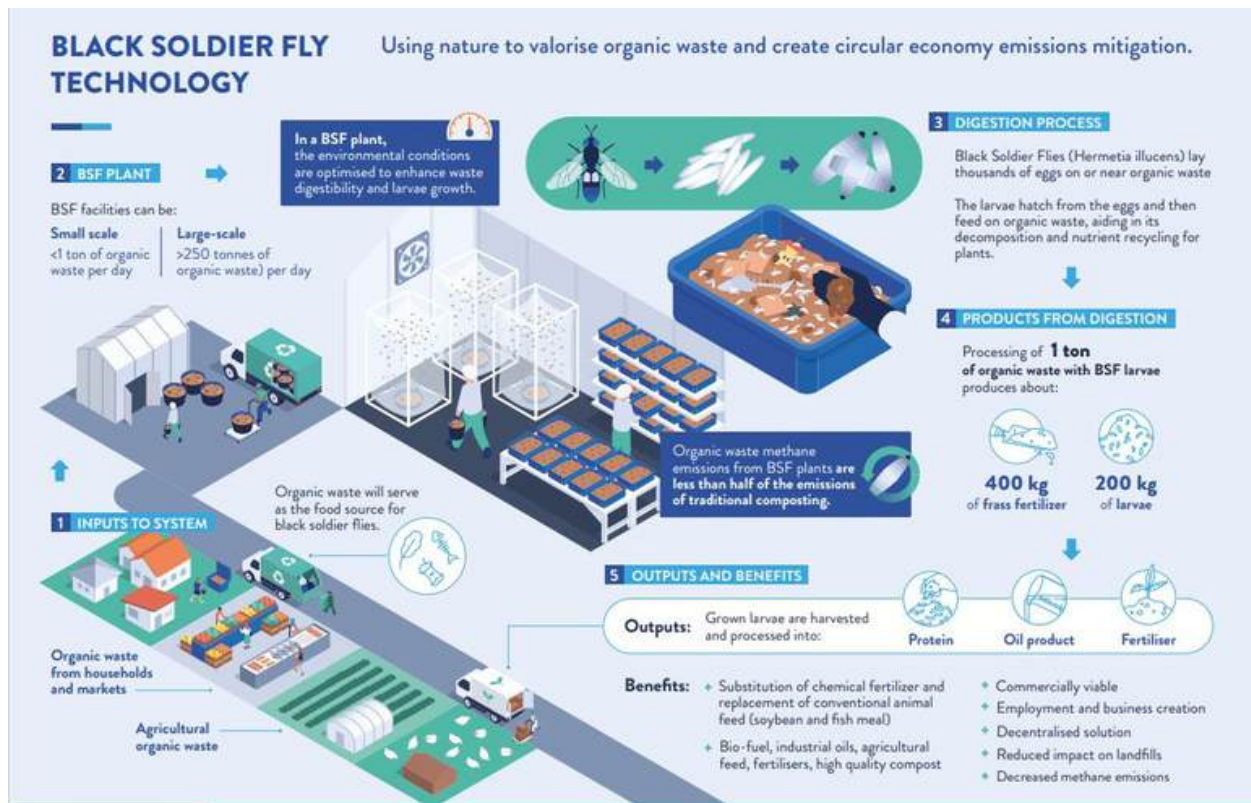 BLACK SOLDIER FLY
TECHNOLOGY
Using nature to valorise organic waste and create circular economy emissions mitigation.
2 BSF PLANT
BSF facilities can be:
Small scale
<1 ton of organic
waste per day
Large-scale
>250 tonnes of
organic waste) per day
In a BSF plant,
the environmental conditions
are optimised to enhance waste
digestibility and larvae growth.
3 DIGESTION PROCESS
Black Soldier Flies (Hermetia illucens) lay
thousands of eggs on or near organic waste
The larvae hatch from the eggs and then
feed on organic waste, aiding in its
decomposition and nutrient recycling for
plants.
4 PRODUCTS FROM DIGESTION
Processing of 1 ton
of organic waste with BSF larvae
produces about:
400 kg
of frass fertilizer
200 kg
of larvae
Organic waste methane
emissions from BSF plants are
less than half of the emissions
of traditional composting.
1 INPUTS TO SYSTEM
Organic waste will serve
as the food source for
black soldier flies.
Organic waste
from households
and markets
Agricultural
organic waste
5 OUTPUTS AND BENEFITS
Outputs:
Grown larvae are harvested
and processed into:
Protein
Oil product
Fertiliser
Benefits:
Substitution of chemical fertilizer and
replacement of conventional animal
feed (soybean and fish meal)
Bio-fuel, industrial oils, agricultural
feed, fertilisers, high quality compost
Commercially viable
Employment and business creation
Decentralised solution
Reduced impact on landfills
Decreased methane emissions